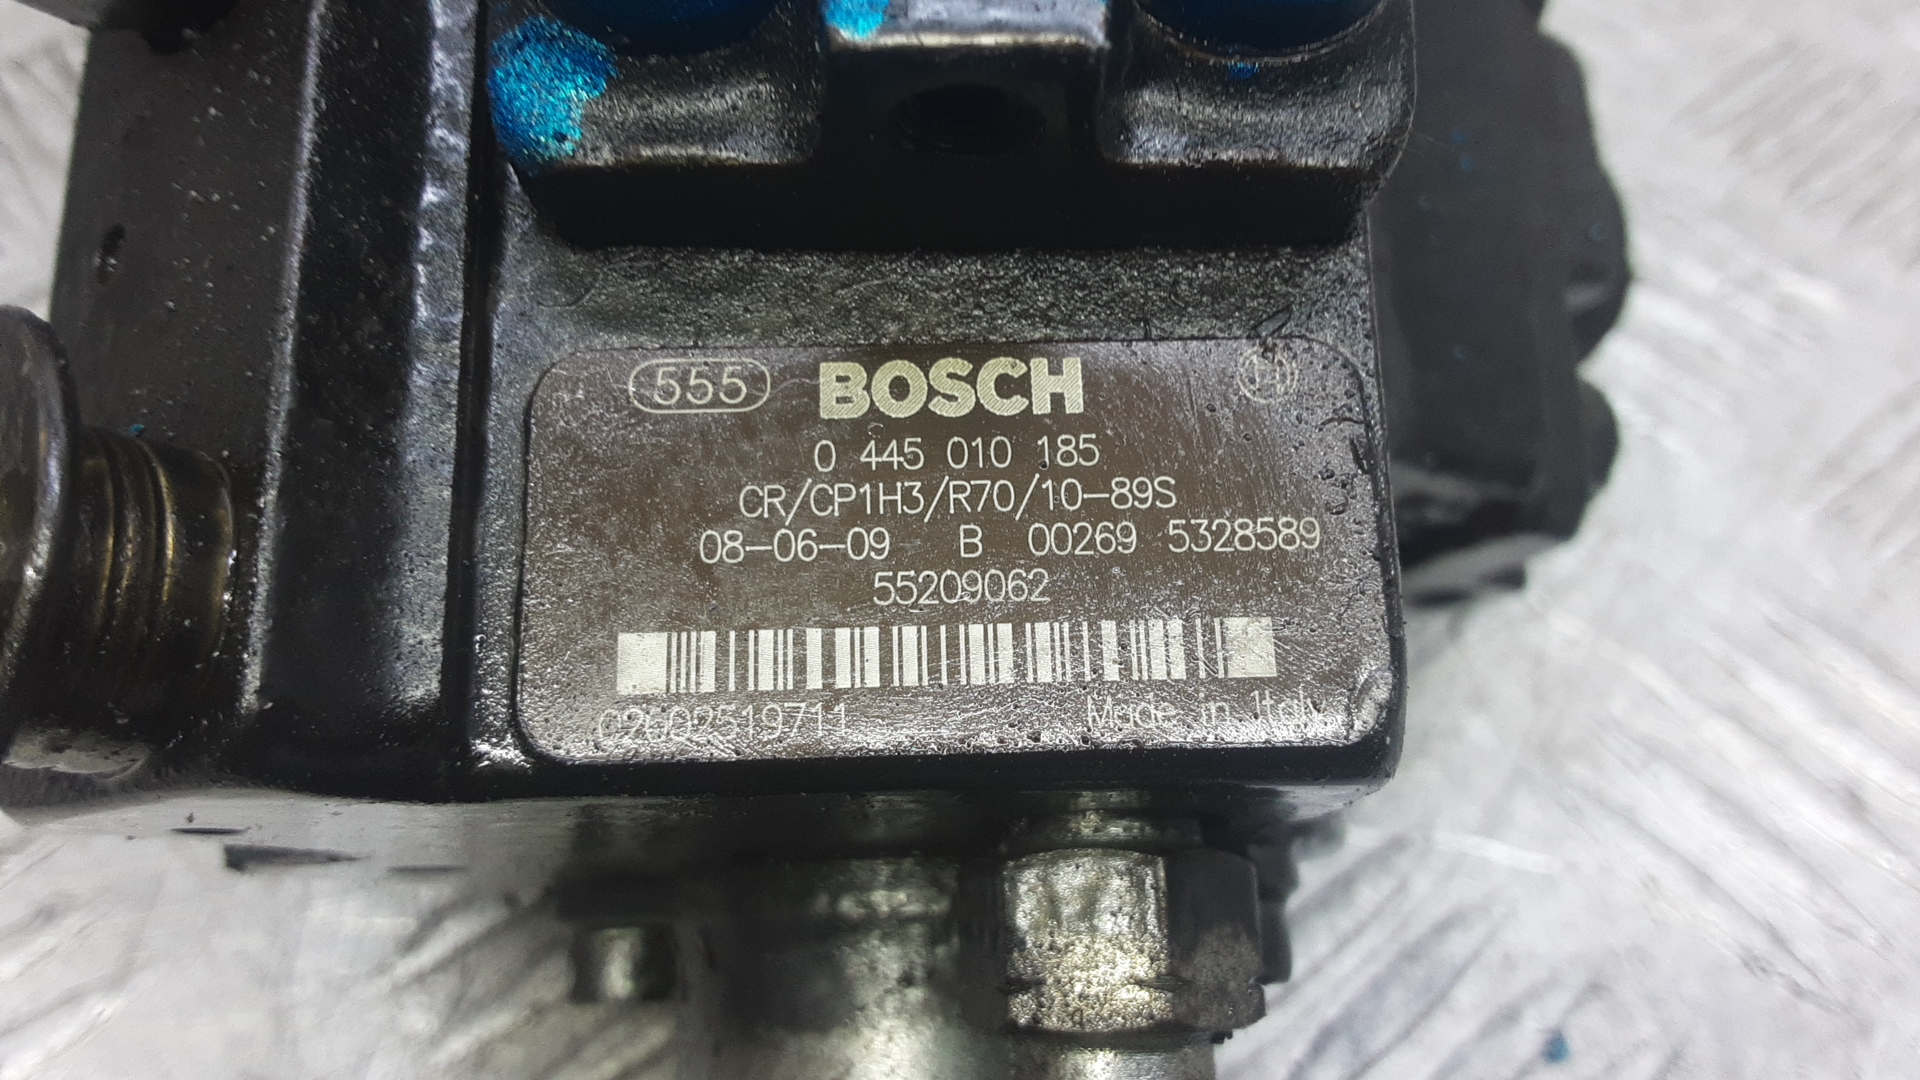 555 BOSCH
0 445 010 185
CR/CP1H3/R70/10-89S
08-06-09 B 00269 5328589
55209062
Made in Italy